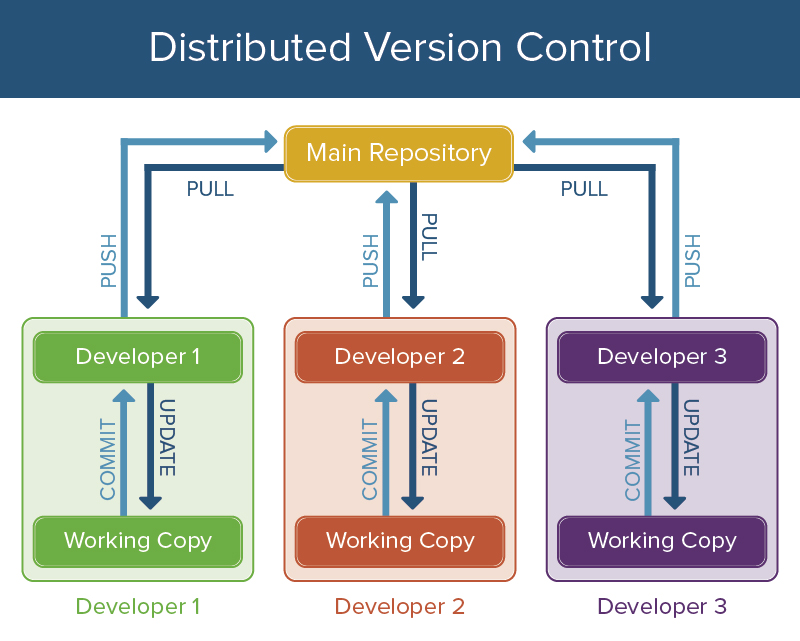 Distributed Version Control
Main Repository
PULL
PULL
PUSH
PUSH
PULL
PUSH
Developer 1
Developer 2
Developer 3
COMMIT
UPDATE
COMMIT
UPDATE
COMMIT
UPDATE
Working Copy
Working Copy
Working Copy
Developer 1
Developer 2
Developer 3